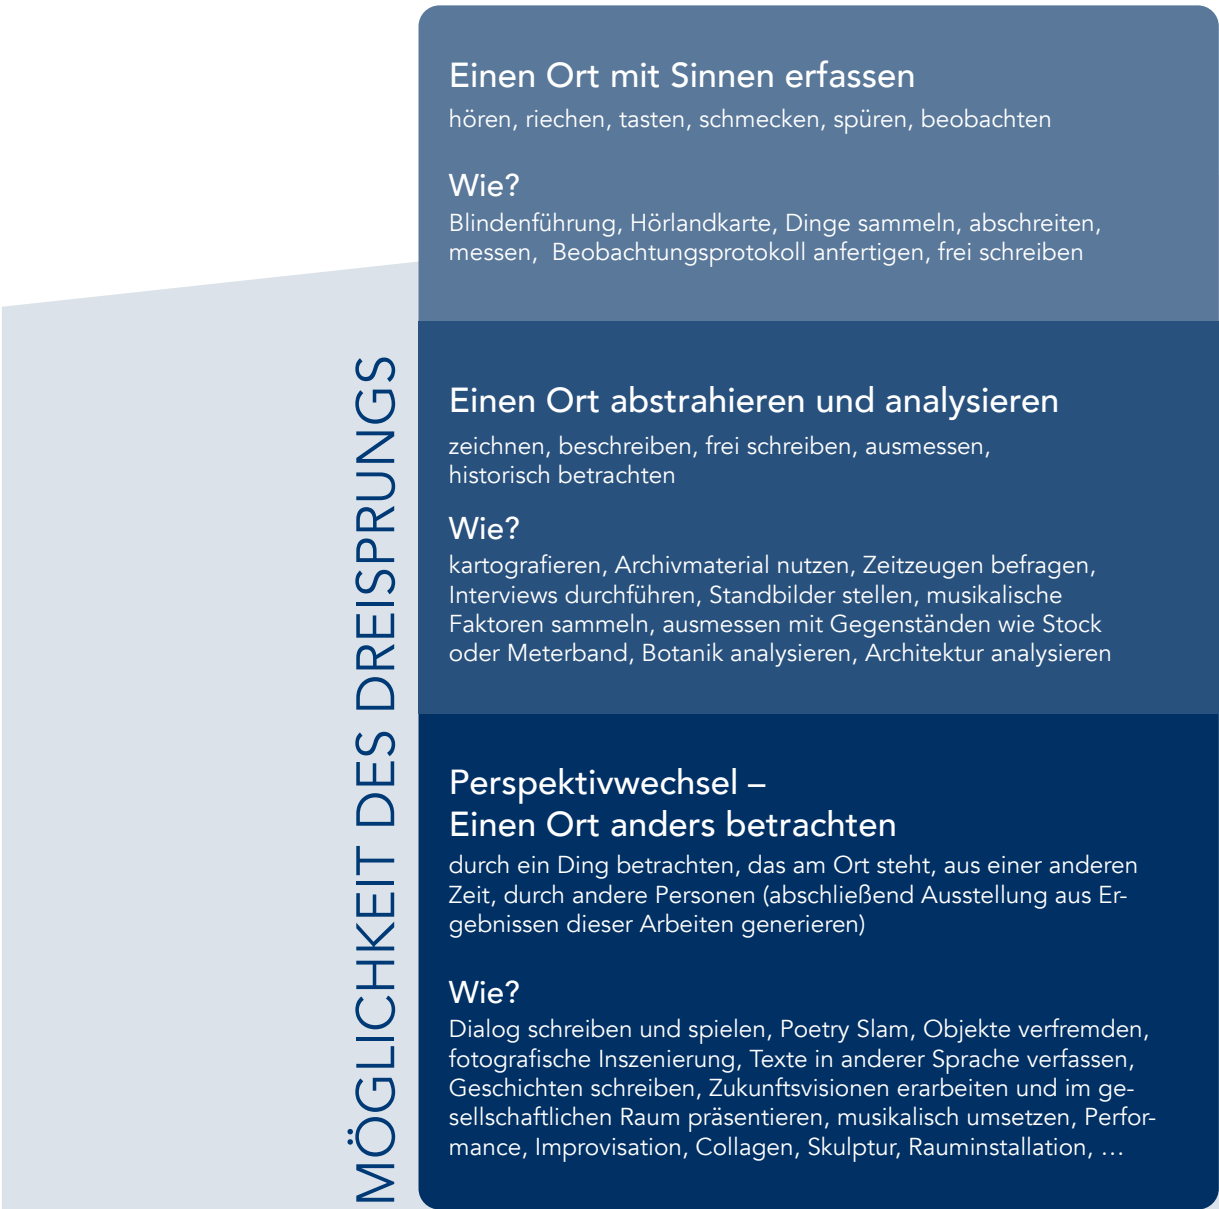 MÖGLICHKEIT DES DREISPRUNGS
Einen Ort mit Sinnen erfassen
hören, riechen, tasten, schmecken, spüren, beobachten
Wie?
Blindenführung, Hörlandkarte, Dinge sammeln, abschreiten,
messen,  Beobachtungsprotokoll anfertigen, frei schreiben
Einen Ort abstrahieren und analysieren
zeichnen, beschreiben, frei schreiben, ausmessen,
historisch betrachten
Wie?
kartografieren, Archivmaterial nutzen, Zeitzeugen befragen,
Interviews durchführen, Standbilder stellen, musikalische
Faktoren sammeln, ausmessen mit Gegenständen wie Stock
oder Meterband, Botanik analysieren, Architektur analysieren
Perspektivwechsel –
Einen Ort anders betrachten
durch ein Ding betrachten, das am Ort steht, aus einer anderen
Zeit, durch andere Personen (abschließend Ausstellung aus Er-
gebnissen dieser Arbeiten generieren)
Wie?
Dialog schreiben und spielen, Poetry Slam, Objekte verfremden,
fotografische Inszenierung, Texte in anderer Sprache verfassen,
Geschichten schreiben, Zukunftsvisionen erarbeiten und im ge-
sellschaftlichen Raum präsentieren, musikalisch umsetzen, Perfor-
mance, Improvisation, Collagen, Skulptur, Rauminstallation, …